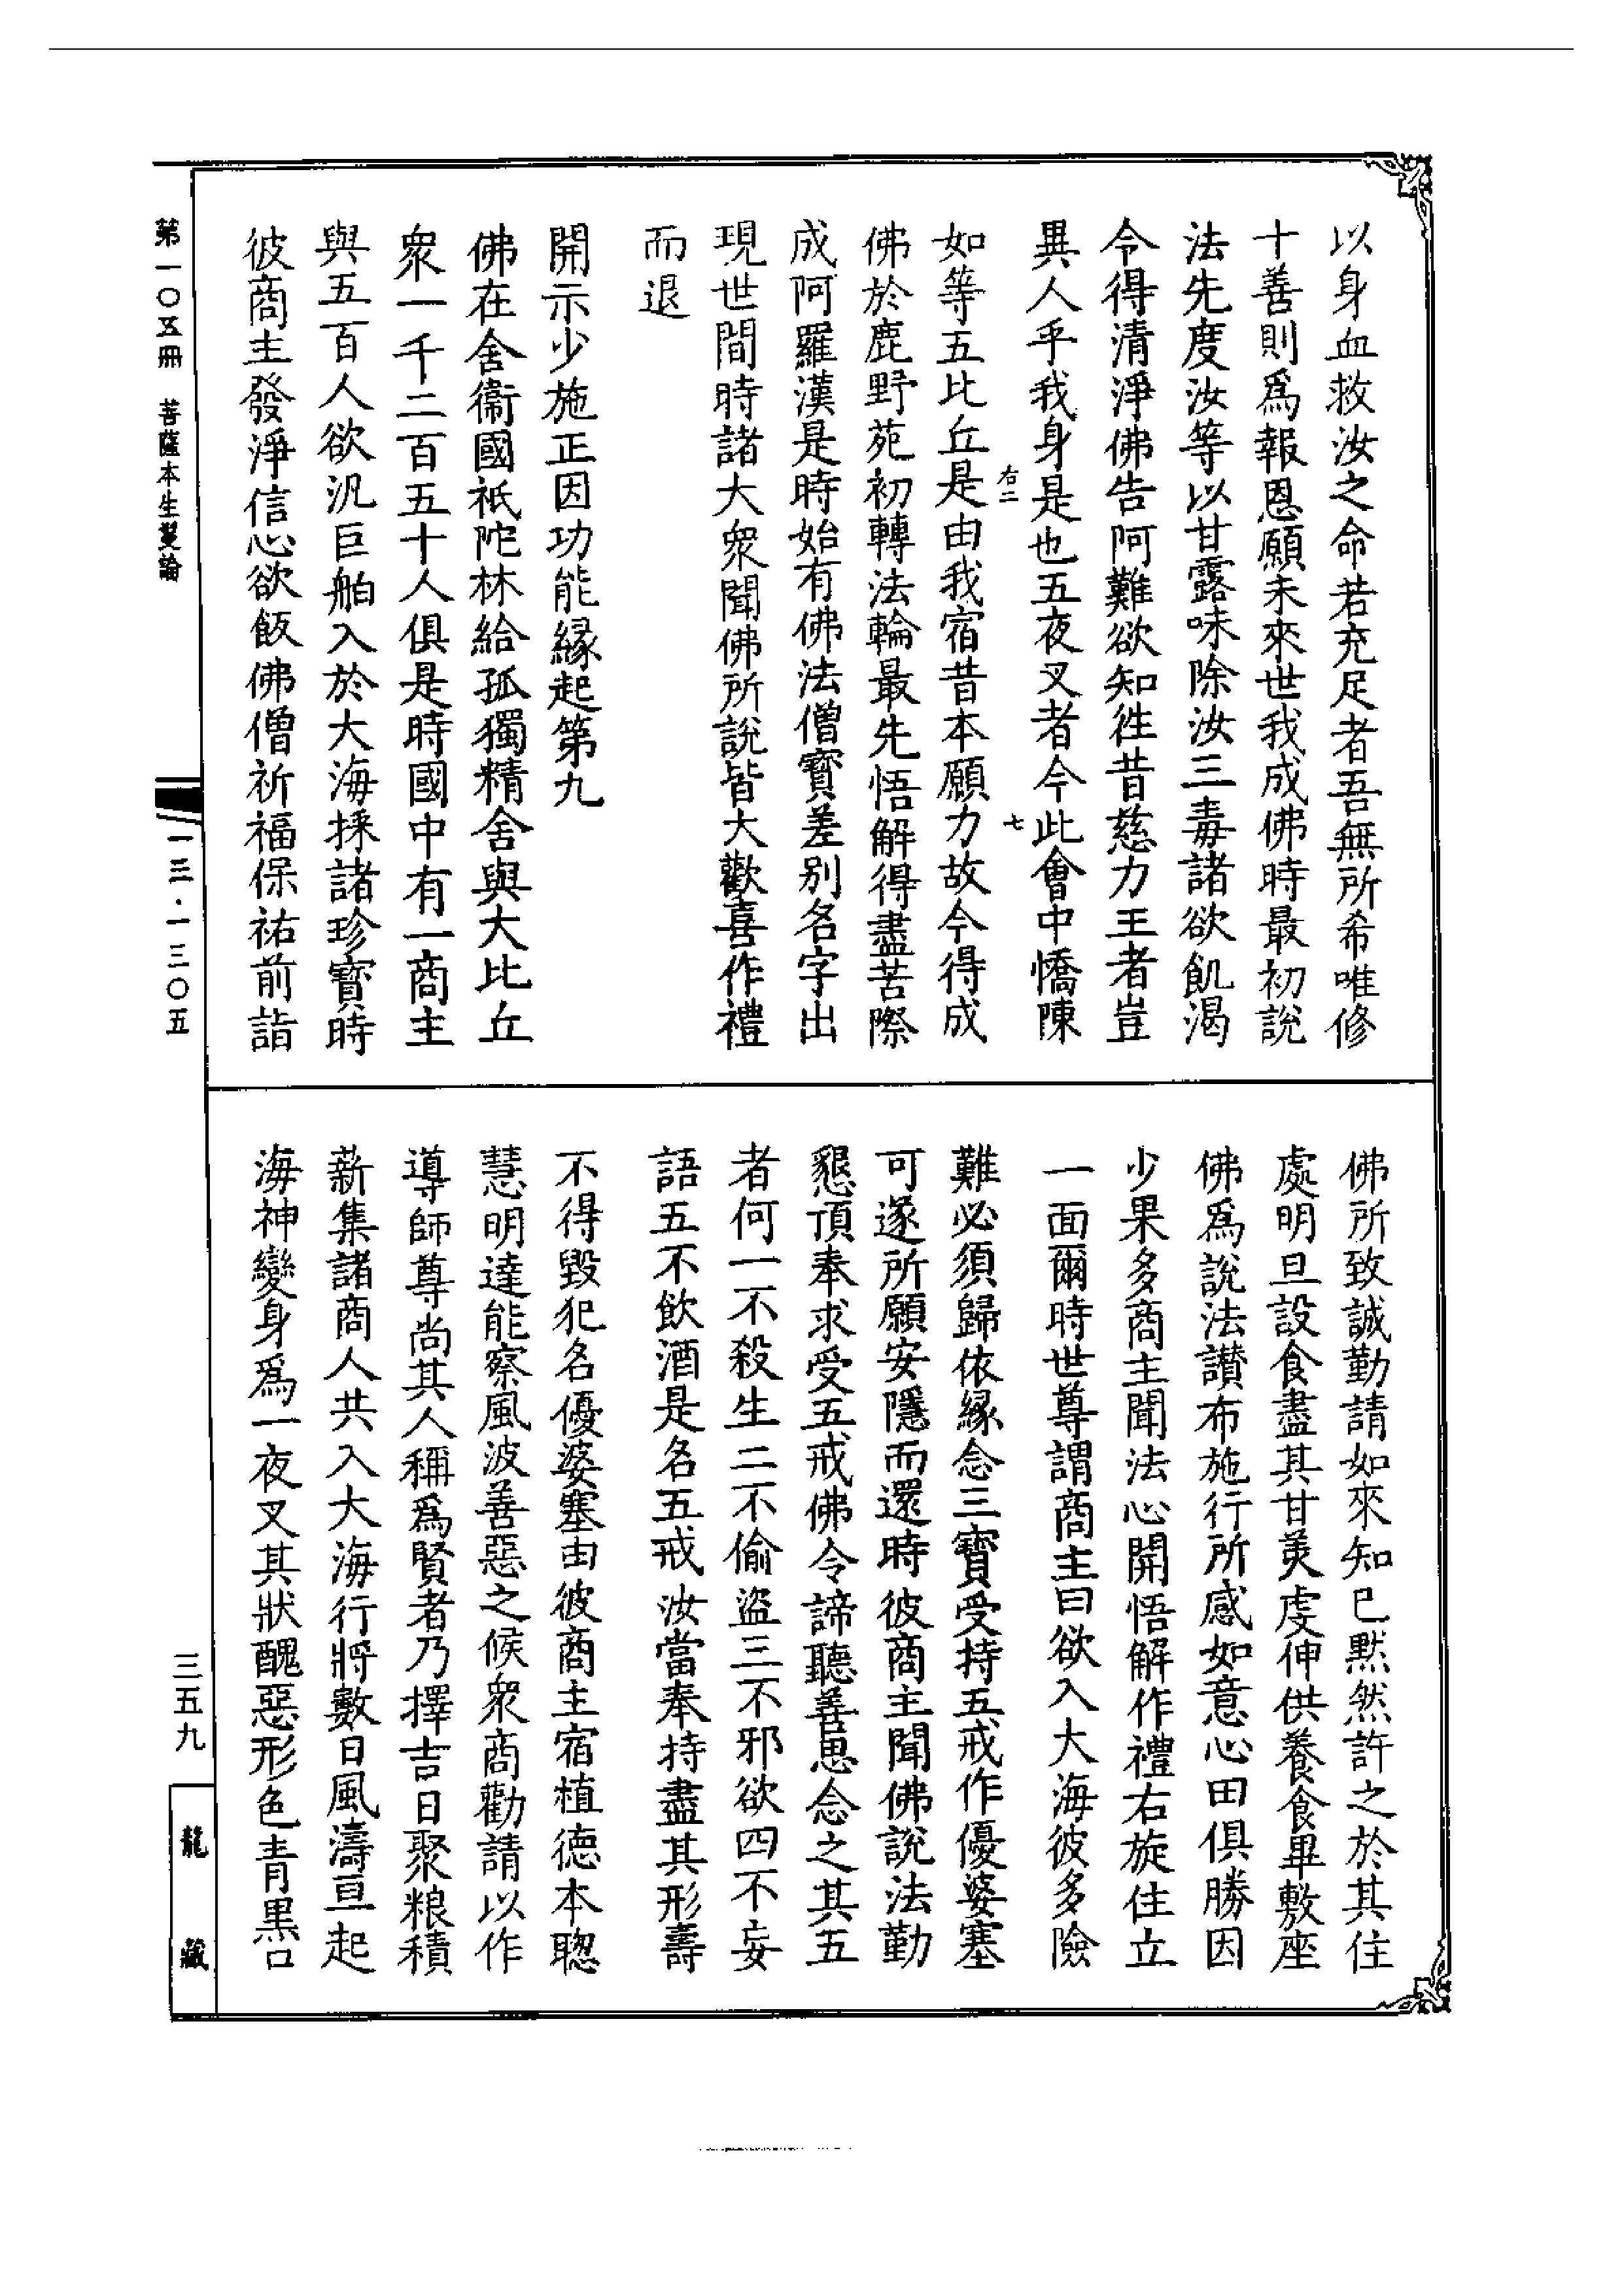 以身血救汝之命若充足者吾無所希唯修
十善則爲報恩願未來世我成佛時最初說
法先度汝等以甘露味除汝三毒諸欲飢渴
令得清淨佛告阿難欲知徃昔慈力王者豈
異人乎我身是也五夜叉者今此會中憍陳
右二 七
如等五比丘是由我宿昔本願力故今得成
佛於鹿野苑初轉法輪最先悟解得盡苦際
成阿羅漢是時始有佛法僧寶差别名字出
現世間時諸大衆聞佛所說皆大歡喜作禮
而退
開示少施正因功能緣起第九
佛在舍衞國祇陀林給孤獨精舍與大比丘
衆一千二百五十人俱是時國中有一商主
與五百人欲汎巨舶入於大海採諸珍寶時
彼商主發淨信心欲飯佛僧祈福保祐前詣
佛所致誠勤請如來知已默然許之於其住
處明旦設食盡其甘美虔伸供養食畢敷座
佛爲說法讃布施行所感如意心田俱勝因
少果多商主聞法心開悟解作禮右旋住立
一面爾時世尊謂商主曰欲入大海彼多險
難必須歸依緣念三寶受持五戒作優婆塞
可遂所願安隱而還時彼商主聞佛說法勤
懇頂奉求受五戒佛令諦聽善思念之其五
者何一不殺生二不偷盜三不邪欲四不妄
語五不飲酒是名五戒汝當奉持盡其形壽
不得毀犯名優婆塞由彼商主宿植德本聦
慧明達能察風波善惡之候衆商勸請以作
導師尊尚其人稱爲賢者乃擇吉日聚粮積
薪集諸商人共入大海行將數日風濤亘起
海神變身爲一夜叉其狀醜惡形色青黑口
第一〇五冊 菩薩本生鬘論
一三·一三〇五
三五九
龍藏